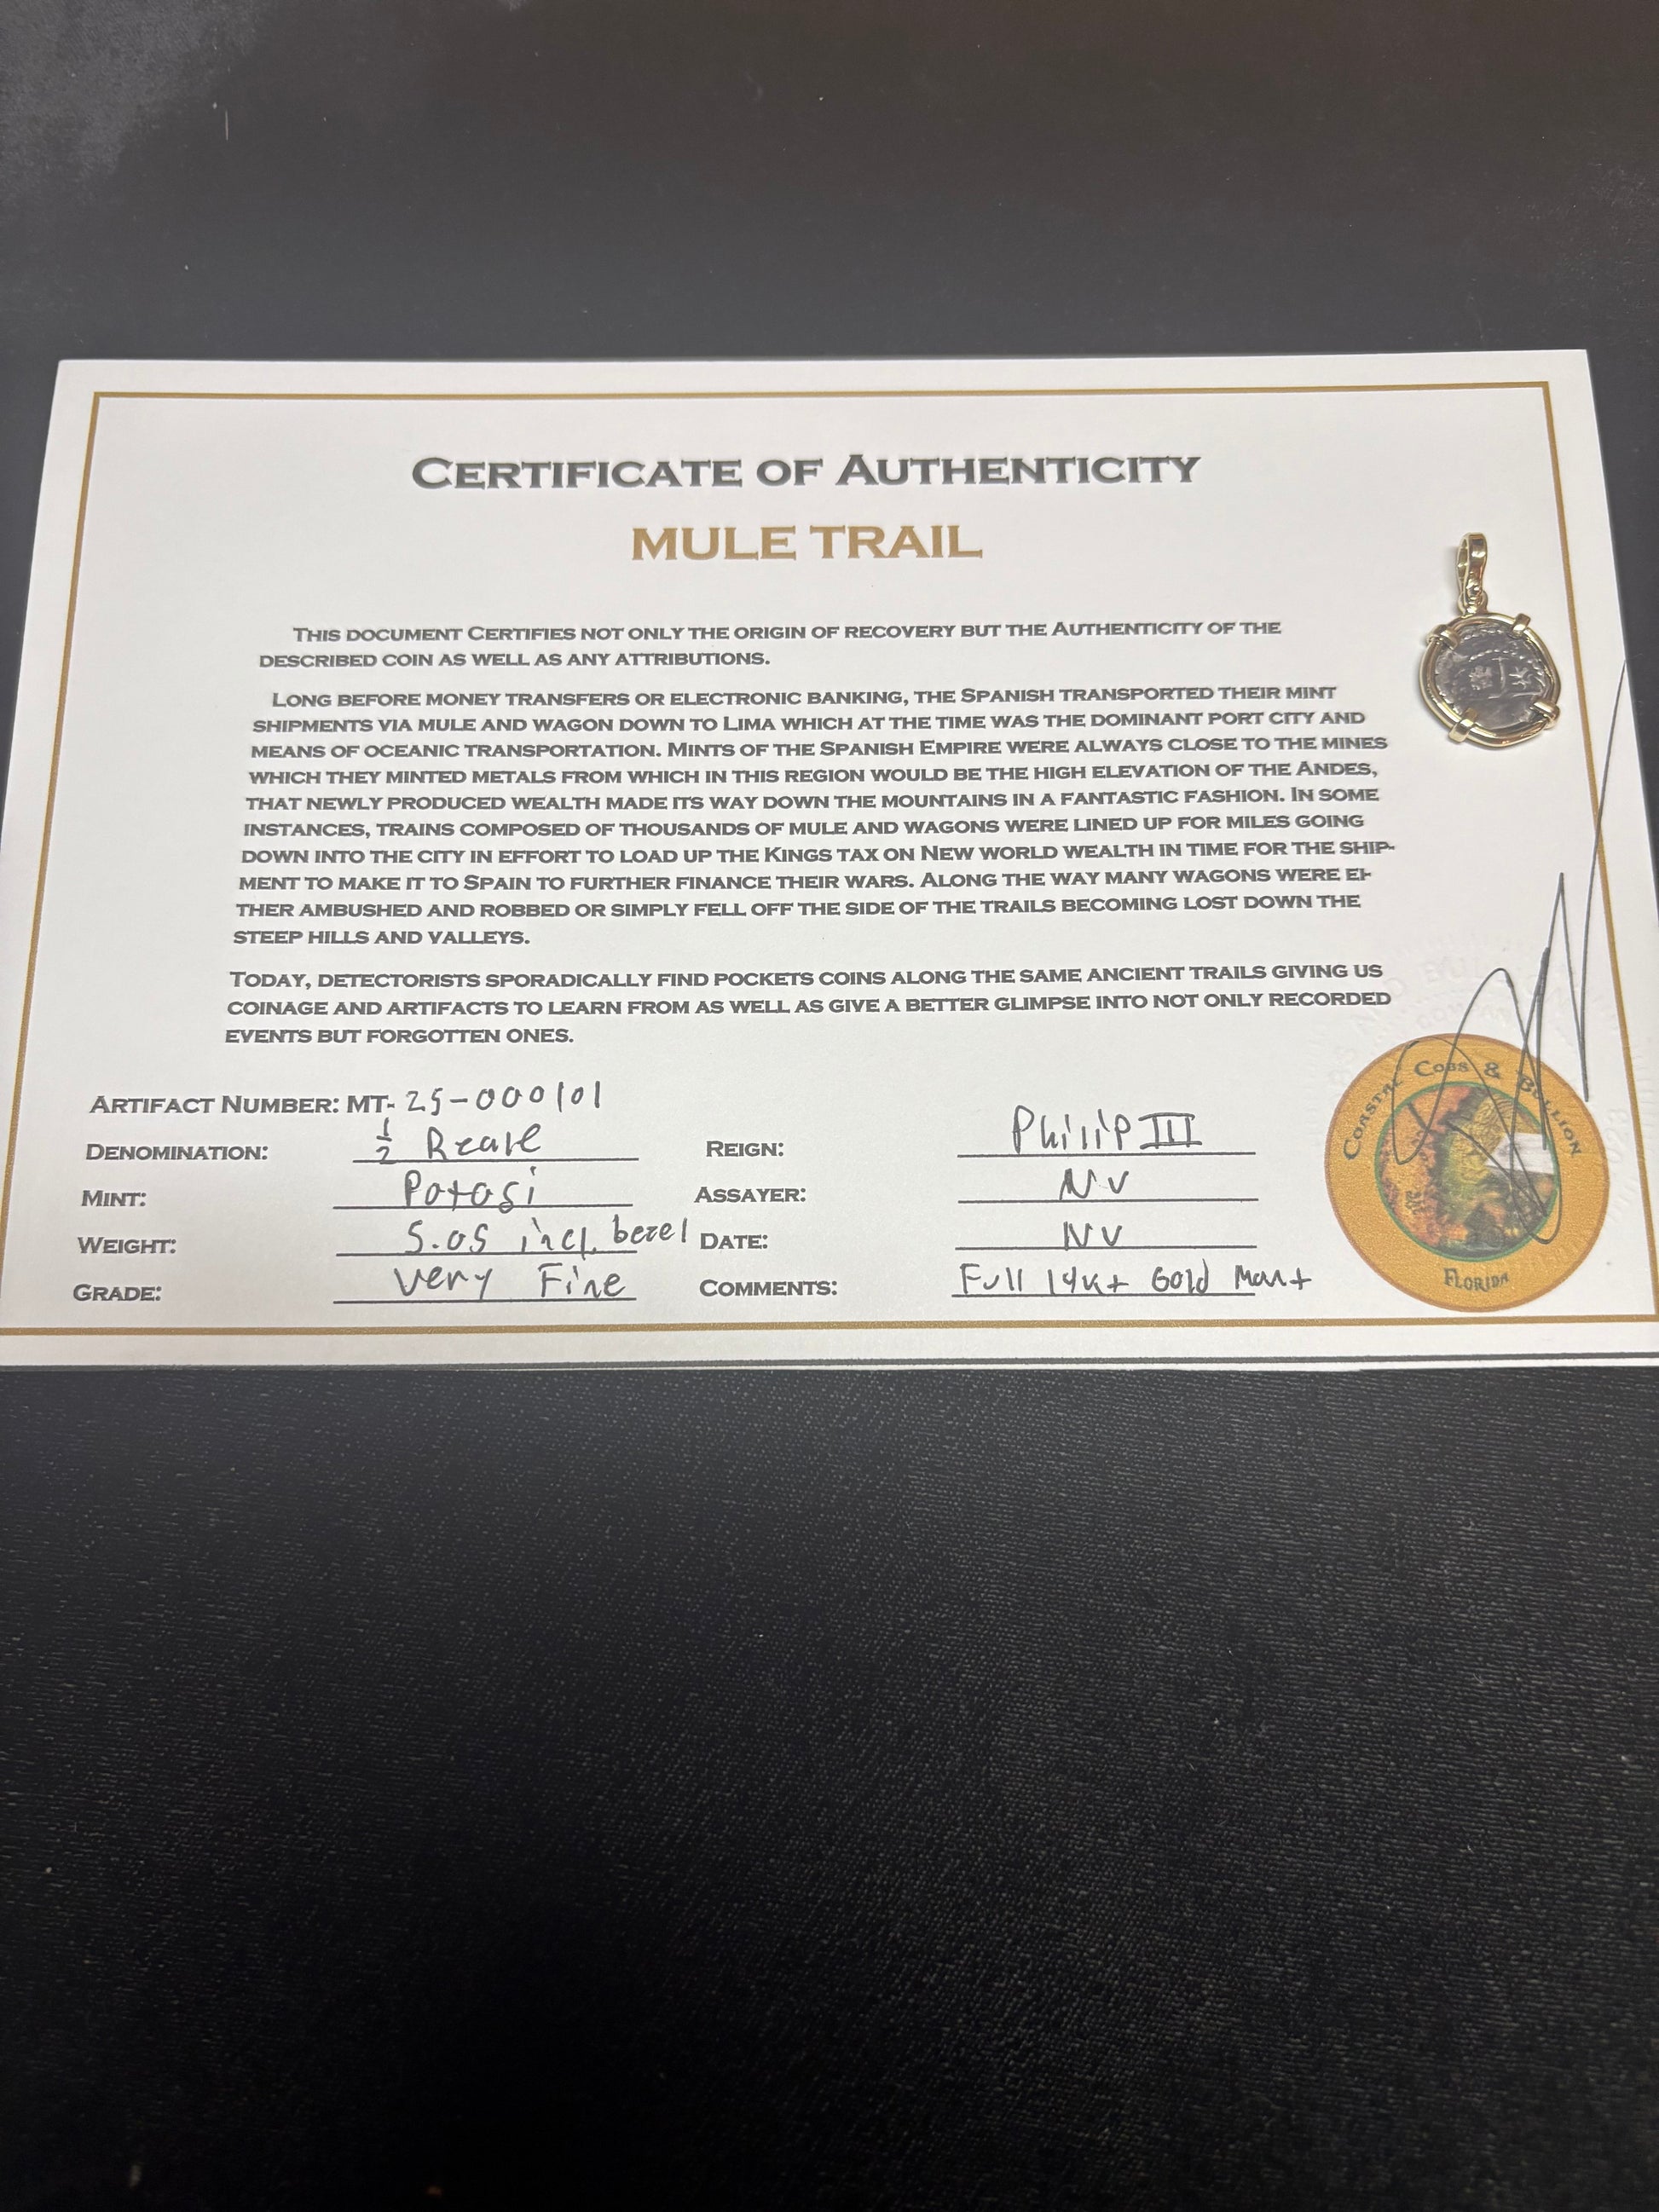 CERTIFICATE OF AUTHENTICITY
MULE TRAIL
THIS DOCUMENT CERTIFIES NOT ONLY THE ORIGIN OF RECOVERY BUT THE AUTHENTICITY OF THE
DESCRIBED COIN AS WELL AS ANY ATTRIBUTIONS.
LONG BEFORE MONEY TRANSFERS OR ELECTRONIC BANKING, THE SPANISH TRANSPORTED THEIR MINT
SHIPMENTS VIA MULE AND WAGON DOWN TO LIMA WHICH AT THE TIME WAS THE DOMINANT PORT CITY AND
MEANS OF OCEANIC TRANSPORTATION. MINTS OF THE SPANISH EMPIRE WERE ALWAYS CLOSE TO THE MINES
WHICH THEY MINTED METALS FROM WHICH IN THIS REGION WOULD BE THE HIGH ELEVATION OF THE ANDES,
THAT NEWLY PRODUCED WEALTH MADE ITS WAY DOWN THE MOUNTAINS IN A FANTASTIC FASHION. IN SOME
INSTANCES, TRAINS COMPOSED OF THOUSANDS OF MULE AND WAGONS WERE LINED UP FOR MILES GOING
DOWN INTO THE CITY IN EFFORT TO LOAD UP THE KINGS TAX ON NEW WORLD WEALTH IN TIME FOR THE SHIP-
MENT TO MAKE IT TO SPAIN TO FURTHER FINANCE THEIR WARS. ALONG THE WAY MANY WAGONS WERE EI-
THER AMBUSHED AND ROBBED OR SIMPLY FELL OFF THE SIDE OF THE TRAILS BECOMING LOST DOWN THE
STEEP HILLS AND VALLEYS.
TODAY, DETECTORISTS SPORADICALLY FIND POCKETS COINS ALONG THE SAME ANCIENT TRAILS GIVING US
COINAGE AND ARTIFACTS TO LEARN FROM AS WELL AS GIVE A BETTER GLIMPSE INTO NOT ONLY RECORDED
EVENTS BUT FORGOTTEN ONES.
ARTIFACT NUMBER: MT- 25-000101
DENOMINATION: 1/2 Reale REIGN: Philip III
MINT: Potosi ASSAYER: NV
WEIGHT: 5.05 incl. bezel DATE: NV
GRADE: Very Fine COMMENTS: Full 14kt Gold Mount
COASTAL COBS & BULLION
FLORIDA